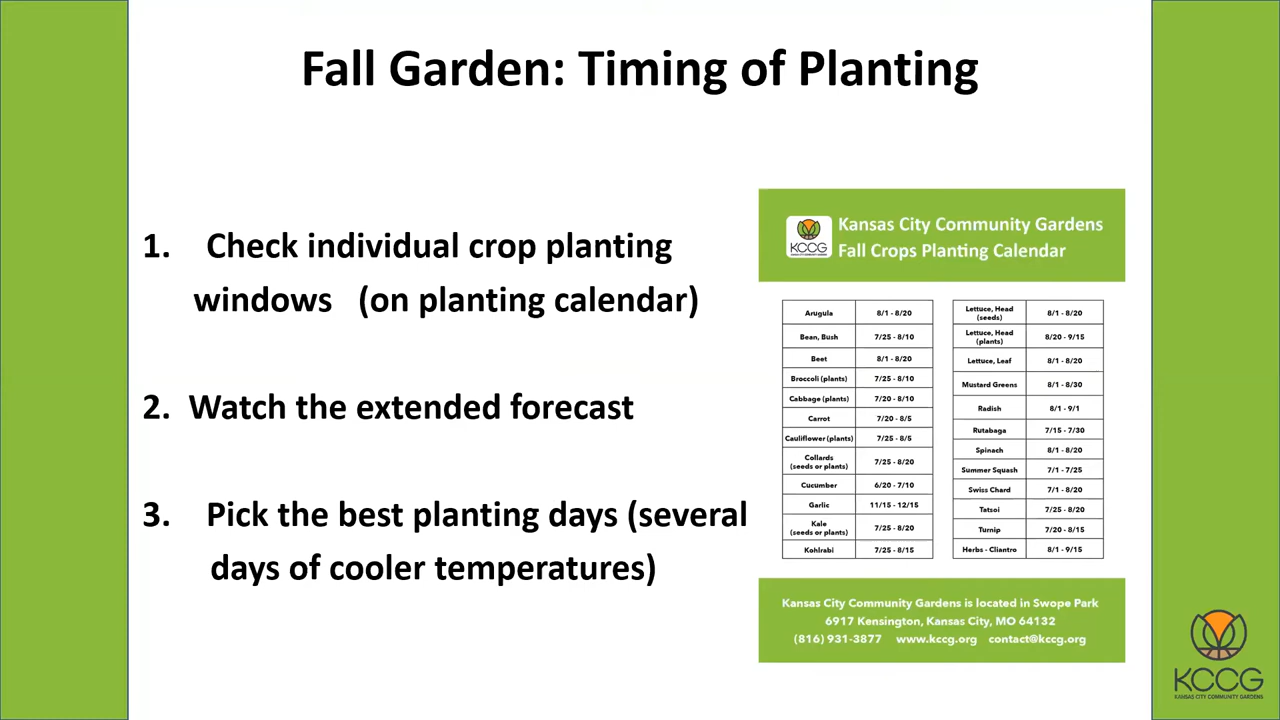 Fall Garden: Timing of Planting
1. Check individual crop planting
windows (on planting calendar)
2. Watch the extended forecast
3. Pick the best planting days (several
days of cooler temperatures)
KCCG
KANSAS CITY COMMUNITY GARDENS
Kansas City Community Gardens
Fall Crops Planting Calendar
Arugula 8/1 - 8/20
Bean, Bush 7/25 - 8/10
Beet 8/1 - 8/20
Broccoli (plants) 7/25 - 8/10
Cabbage (plants) 7/20 - 8/10
Carrot 7/20 - 8/5
Cauliflower (plants) 7/25 - 8/5
Collards
(seeds or plants) 7/25 - 8/20
Cucumber 6/20 - 7/10
Garlic 11/15 - 12/15
Kale
(seeds or plants) 7/25 - 8/20
Kohlrabi 7/25 - 8/15
Lettuce, Head
(seeds) 8/1 - 8/20
Lettuce, Head
(plants) 8/20 - 9/15
Lettuce, Leaf 8/1 - 8/20
Mustard Greens 8/1 - 8/30
Radish 8/1 - 9/1
Rutabaga 7/15 - 7/30
Spinach 8/1 - 8/20
Summer Squash 7/1 - 7/25
Swiss Chard 7/1 - 8/20
Tatsoi 7/25 - 8/20
Turnip 7/20 - 8/15
Herbs - Cliantro 8/1 - 9/15
Kansas City Community Gardens is located in Swope Park
6917 Kensington, Kansas City, MO 64132
(816) 931-3877 www.kccg.org contact@kccg.org
KCCG
KANSAS CITY COMMUNITY GARDENS